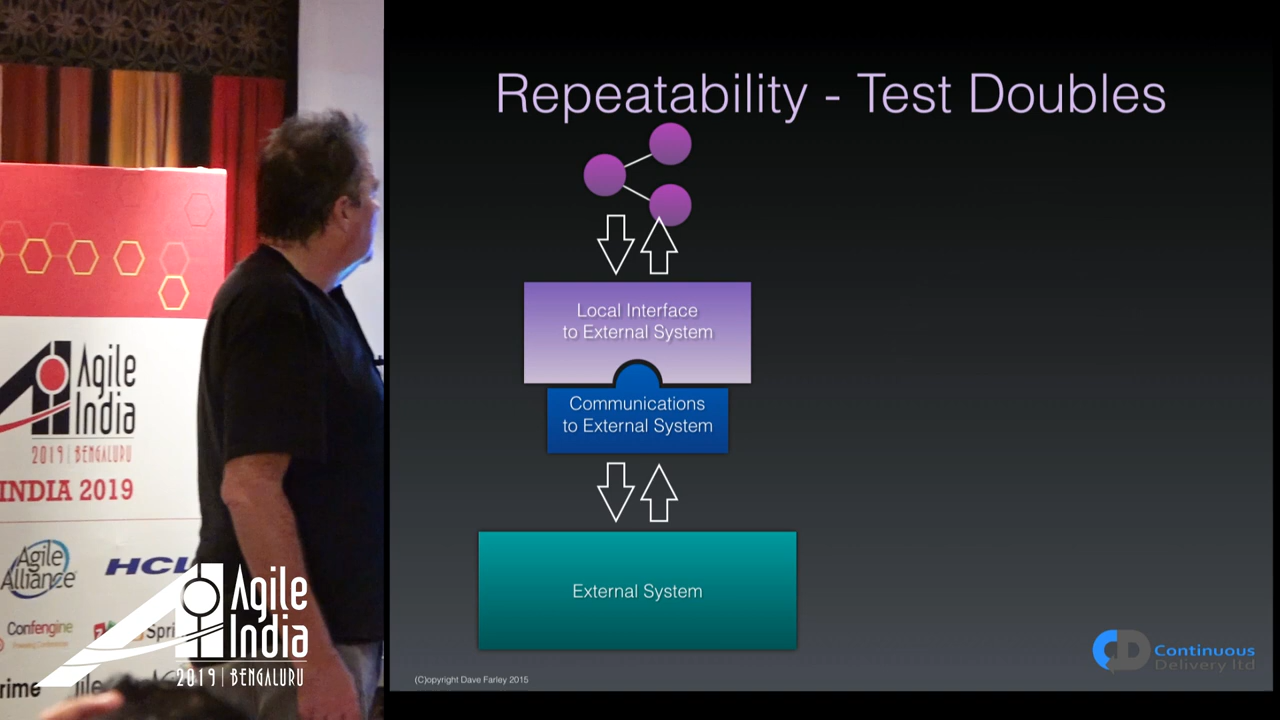 Repeatability - Test Doubles
Local Interface
to External System
Communications
to External System
External System
(C)opyright Dave Farley 2015
Continuous
Delivery ltd
Agile
India
2019 | BENGALURU
INDIA 2019
Agile
Alliance
HCL
Confengine
Spri
Agile
India
2019 | BENGALURU